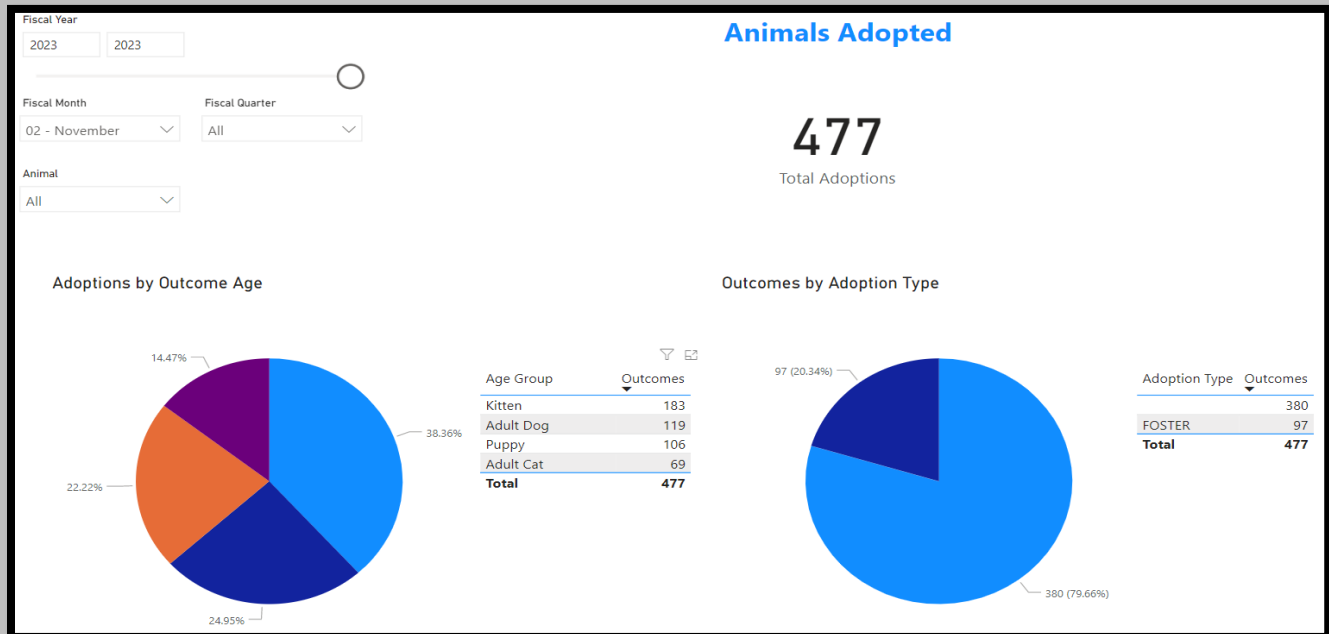 Fiscal Year
2023 2023
Fiscal Month Fiscal Quarter
02 - November All
Animal
All
Animals Adopted
477
Total Adoptions
Adoptions by Outcome Age
14.47%
38.36%
22.22%
24.95%
Age Group Outcomes
Kitten 183
Adult Dog 119
Puppy 106
Adult Cat 69
Total 477
Outcomes by Adoption Type
97 (20.34%)
380 (79.66%)
Adoption Type Outcomes
380
FOSTER 97
Total 477